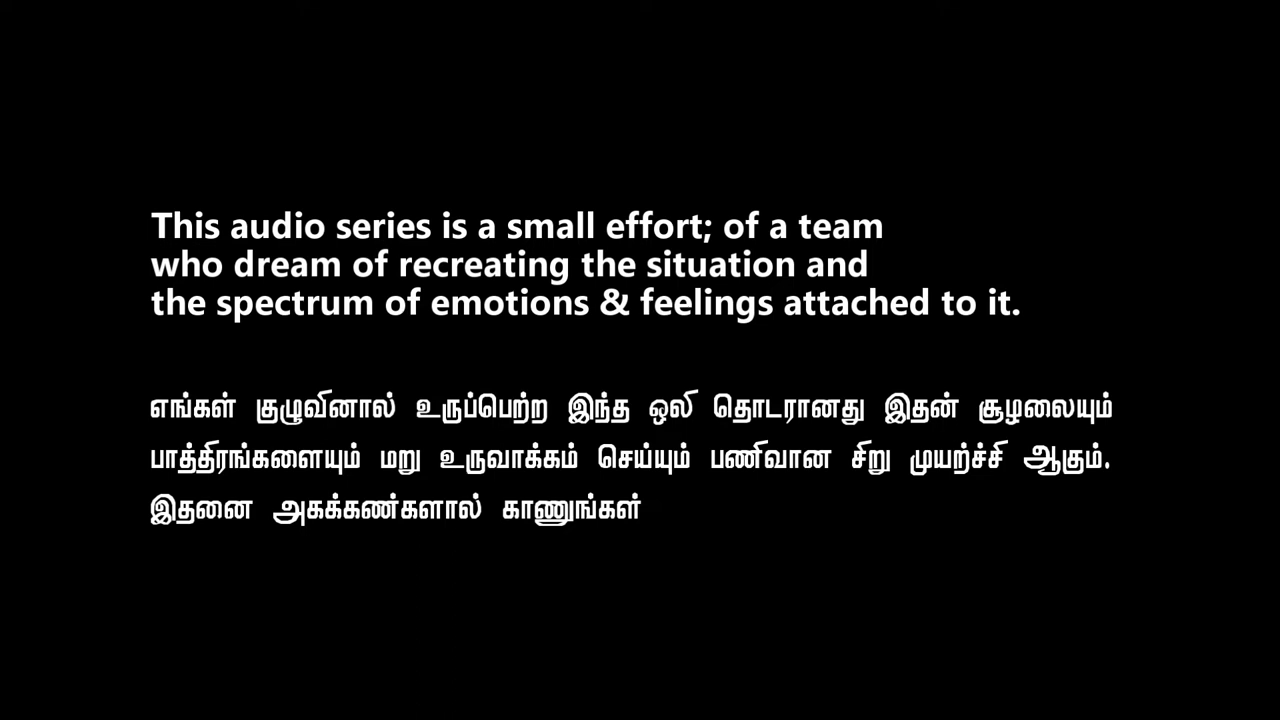 This audio series is a small effort; of a team
who dream of recreating the situation and
the spectrum of emotions & feelings attached to it.
எங்கள் குழுவினால் உருப்பெற்ற இந்த ஒலி தொடரானது இதன் சூழலையும்
பாத்திரங்களையும் மறு உருவாக்கம் செய்யும் பணிவான சிறு முயற்ச்சி ஆகும்.
இதனை அகக்கண்களால் காணுங்கள்